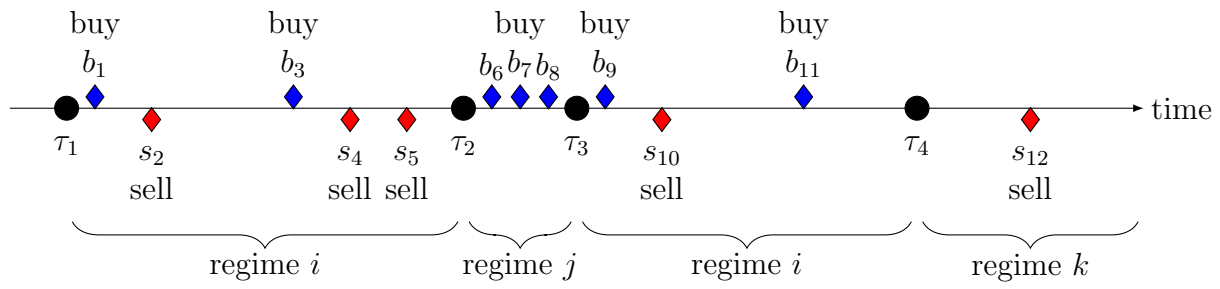 buy buy buy buy buy
b₁ b₃ b₆ b₇ b₈ b₉ b₁₁
time
τ₁ s₂ s₄ s₅ τ₂ τ₃ s₁₀ τ₄ s₁₂
sell sell sell sell sell
regime i regime j regime i regime k